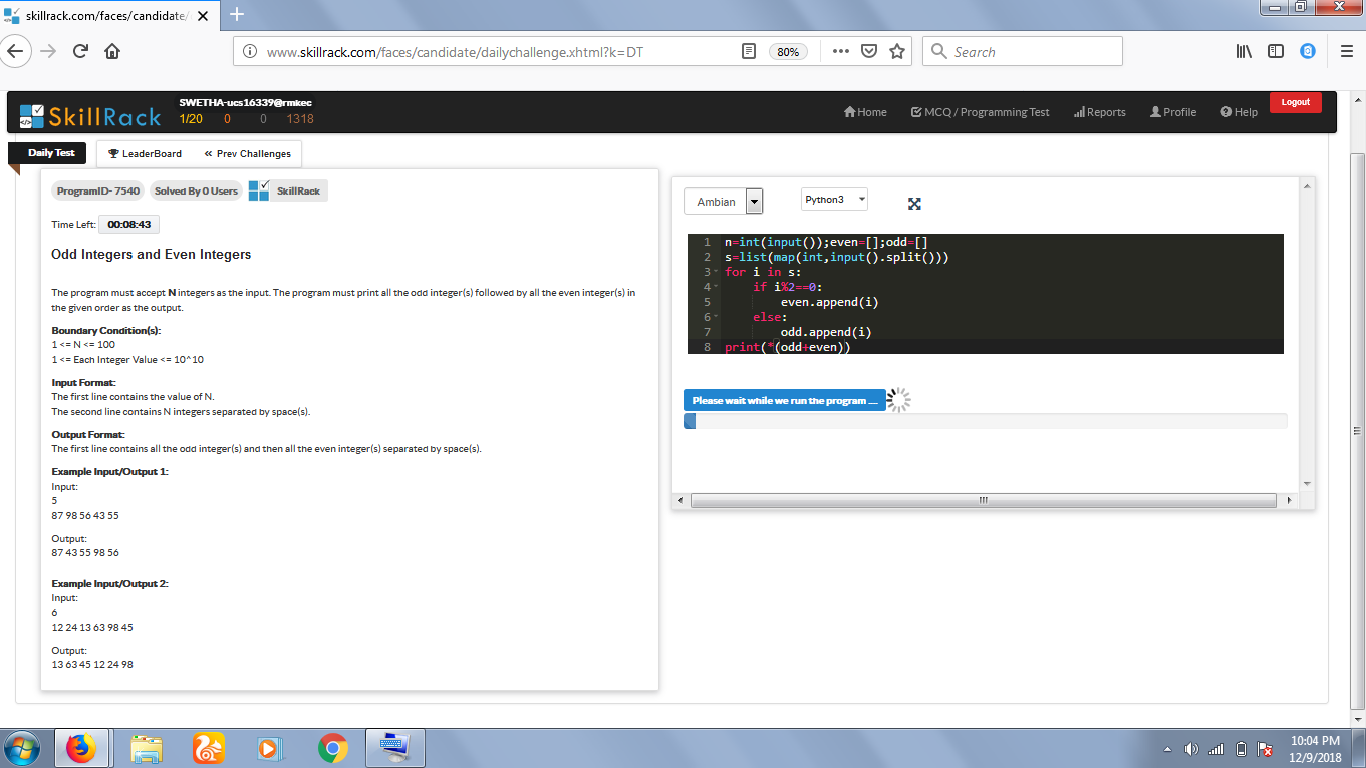 skillrack.com/faces/candidate/
www.skillrack.com/faces/candidate/dailychallenge.xhtml?k=DT
80%
Search
SkillRack
SWETHA-ucs16339@rmkec
1/20 0 0 1318
Home
MCQ / Programming Test
Reports
Profile
Help
Logout
Daily Test
LeaderBoard
Prev Challenges
ProgramID- 7540
Solved By 0 Users
SkillRack
Time Left: 00:08:43
Odd Integers and Even Integers
The program must accept N integers as the input. The program must print all the odd integer(s) followed by all the even integer(s) in
the given order as the output.
Boundary Condition(s):
1 <= N <= 100
1 <= Each Integer Value <= 10^10
Input Format:
The first line contains the value of N.
The second line contains N integers separated by space(s).
Output Format:
The first line contains all the odd integer(s) and then all the even integer(s) separated by space(s).
Example Input/Output 1:
Input:
5
87 98 56 43 55
Output:
87 43 55 98 56
Example Input/Output 2:
Input:
6
12 24 13 63 98 45
Output:
13 63 45 12 24 98
Ambian
Python3
1 n=int(input());even=[];odd=[]
2 s=list(map(int,input().split()))
3 for i in s:
4 if i%2==0:
5 even.append(i)
6 else:
7 odd.append(i)
8 print(*(odd+even))
Please wait while we run the program ....
10:04 PM
12/9/2018